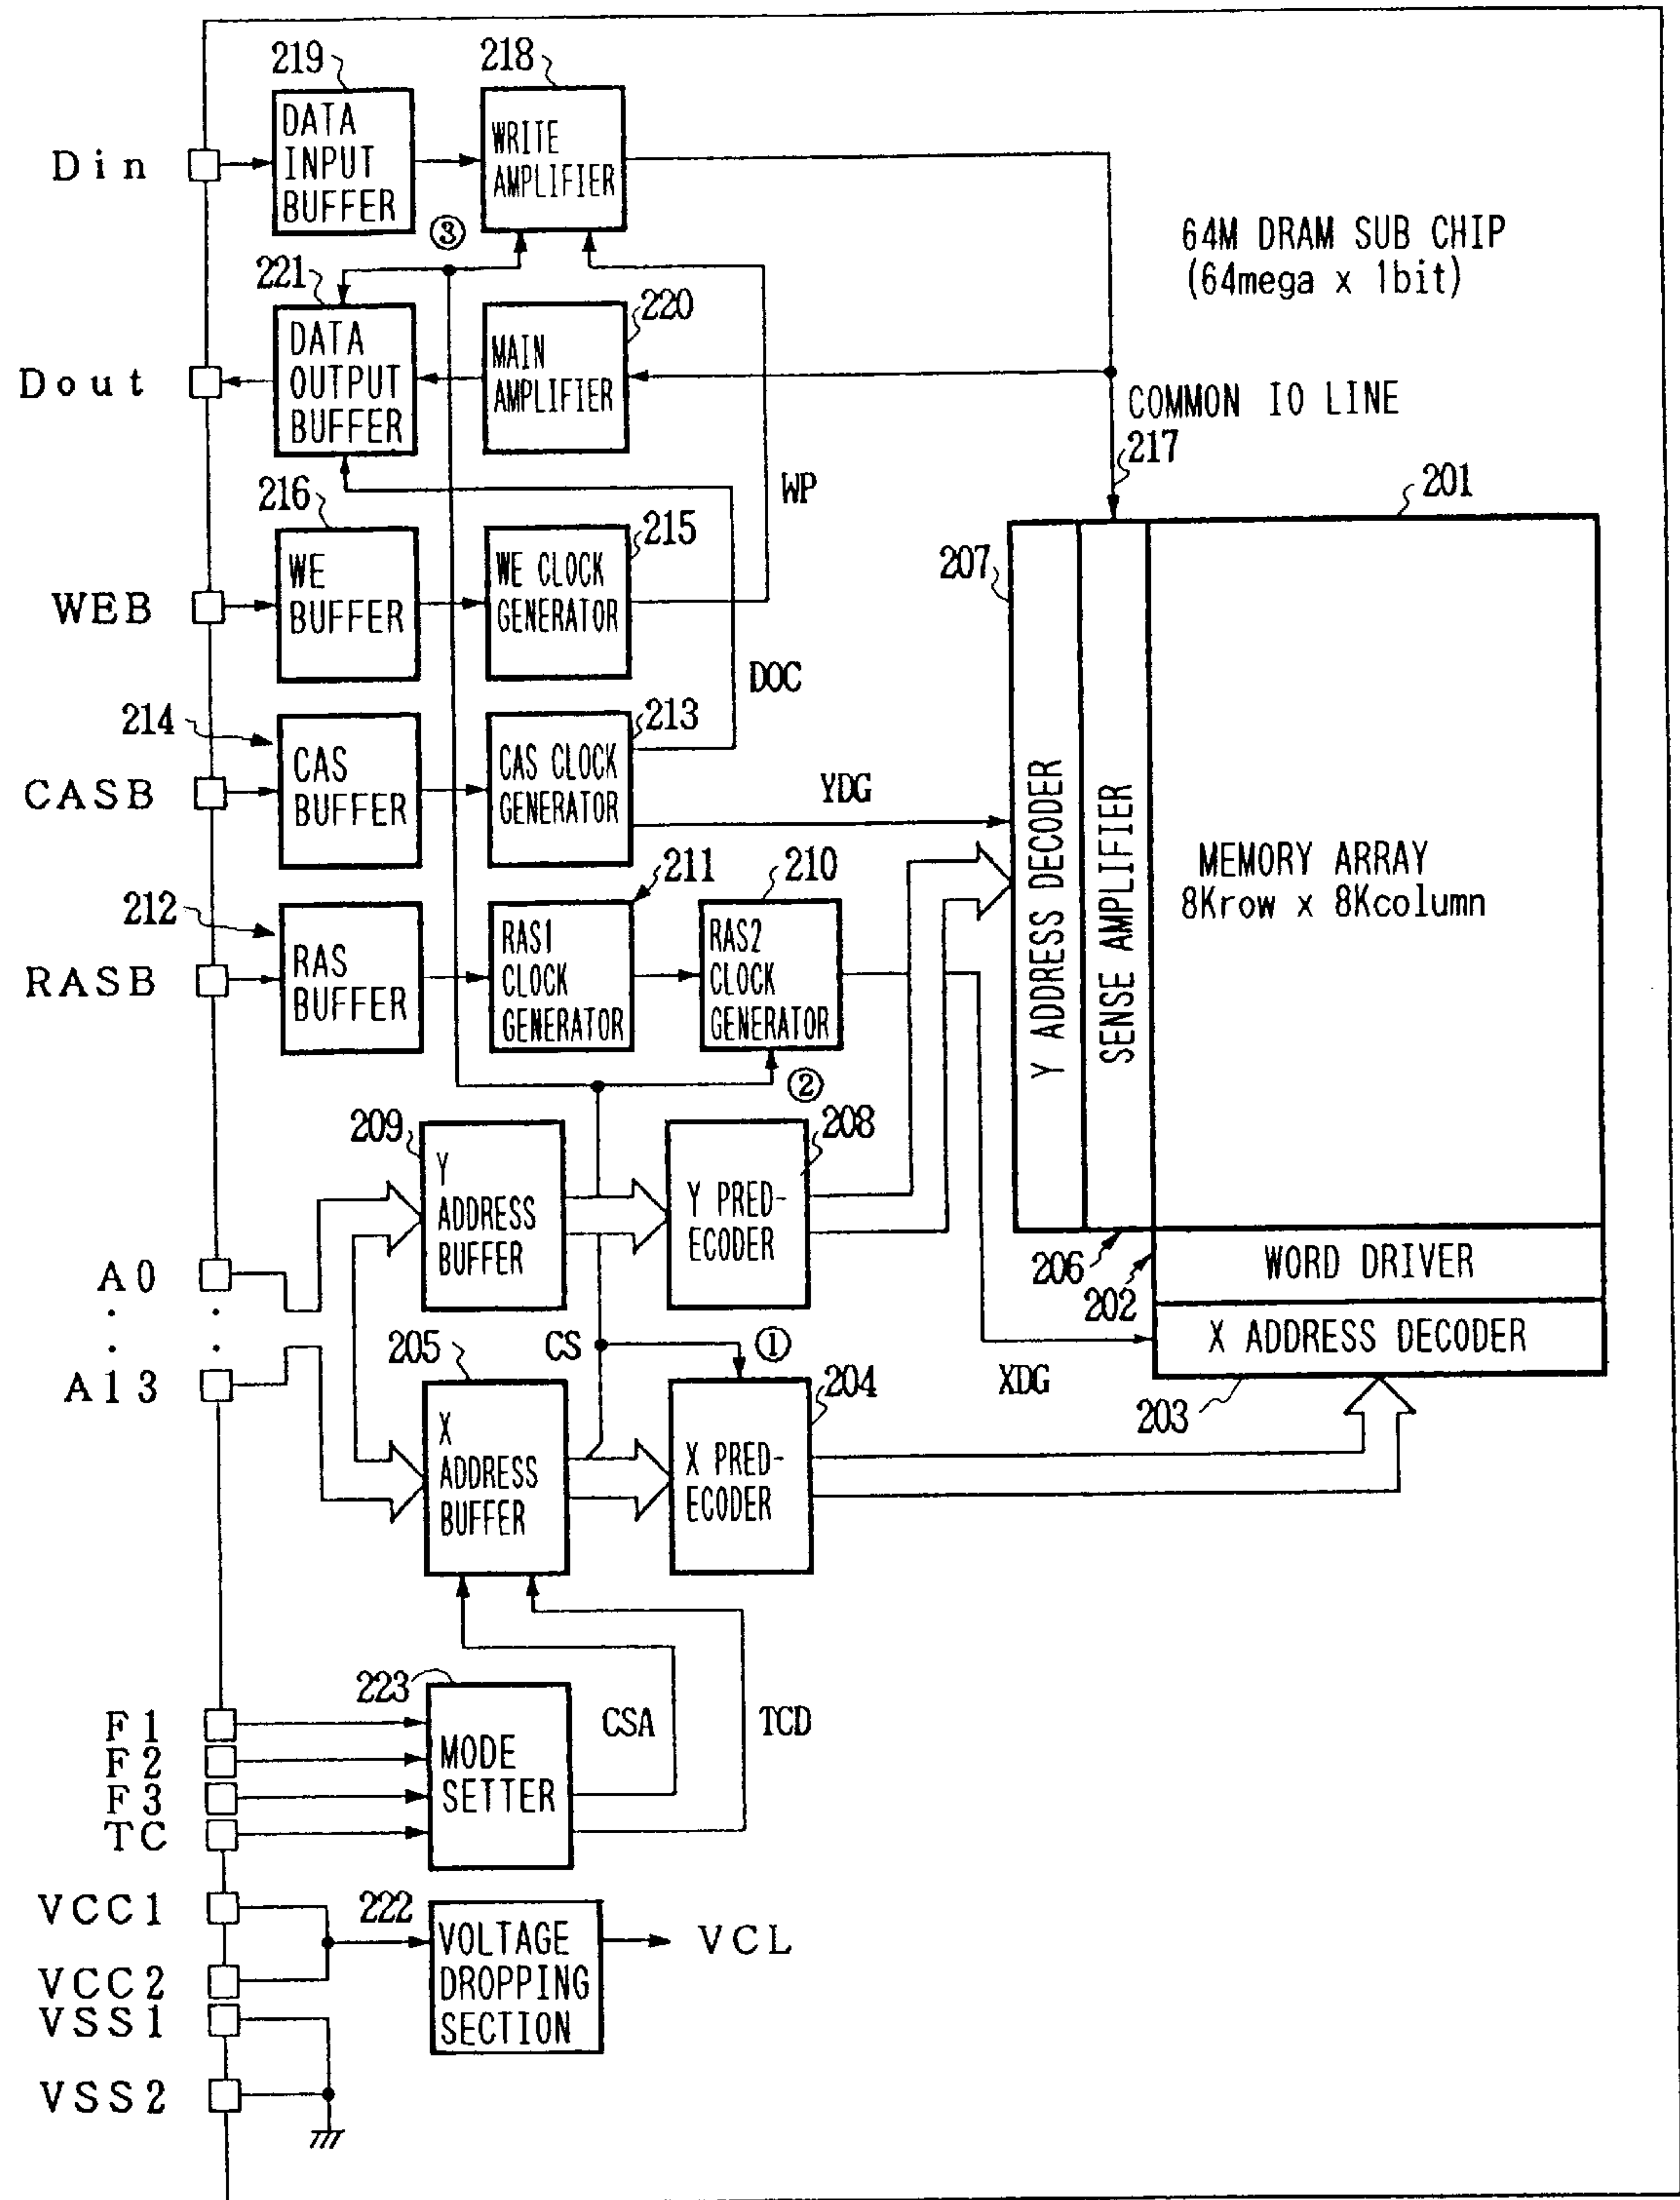 219
218
DATA
INPUT
BUFFER
WRITE
AMPLIFIER
Din
③
64M DRAM SUB CHIP
(64mega x 1bit)
221
220
DATA
OUTPUT
BUFFER
MAIN
AMPLIFIER
Dout
COMMON IO LINE
217
WP
201
216
215
207
WE
BUFFER
WE CLOCK
GENERATOR
WEB
DOC
214
213
CAS
BUFFER
CAS CLOCK
GENERATOR
CASB
YDG
Y ADDRESS DECODER
SENSE AMPLIFIER
MEMORY ARRAY
8Krow x 8Kcolumn
212
211
210
RAS
BUFFER
RAS1
CLOCK
GENERATOR
RAS2
CLOCK
GENERATOR
RASB
②
209
208
Y
ADDRESS
BUFFER
Y PRED-
ECODER
206
202
WORD DRIVER
X ADDRESS DECODER
A0
.
.
A13
.
.
205
CS
①
204
XDG
203
X
ADDRESS
BUFFER
X PRED-
ECODER
223
CSA
TCD
F1
F2
F3
TC
MODE
SETTER
VCC1
VCC2
VSS1
VSS2
222
VOLTAGE
DROPPING
SECTION
VCL